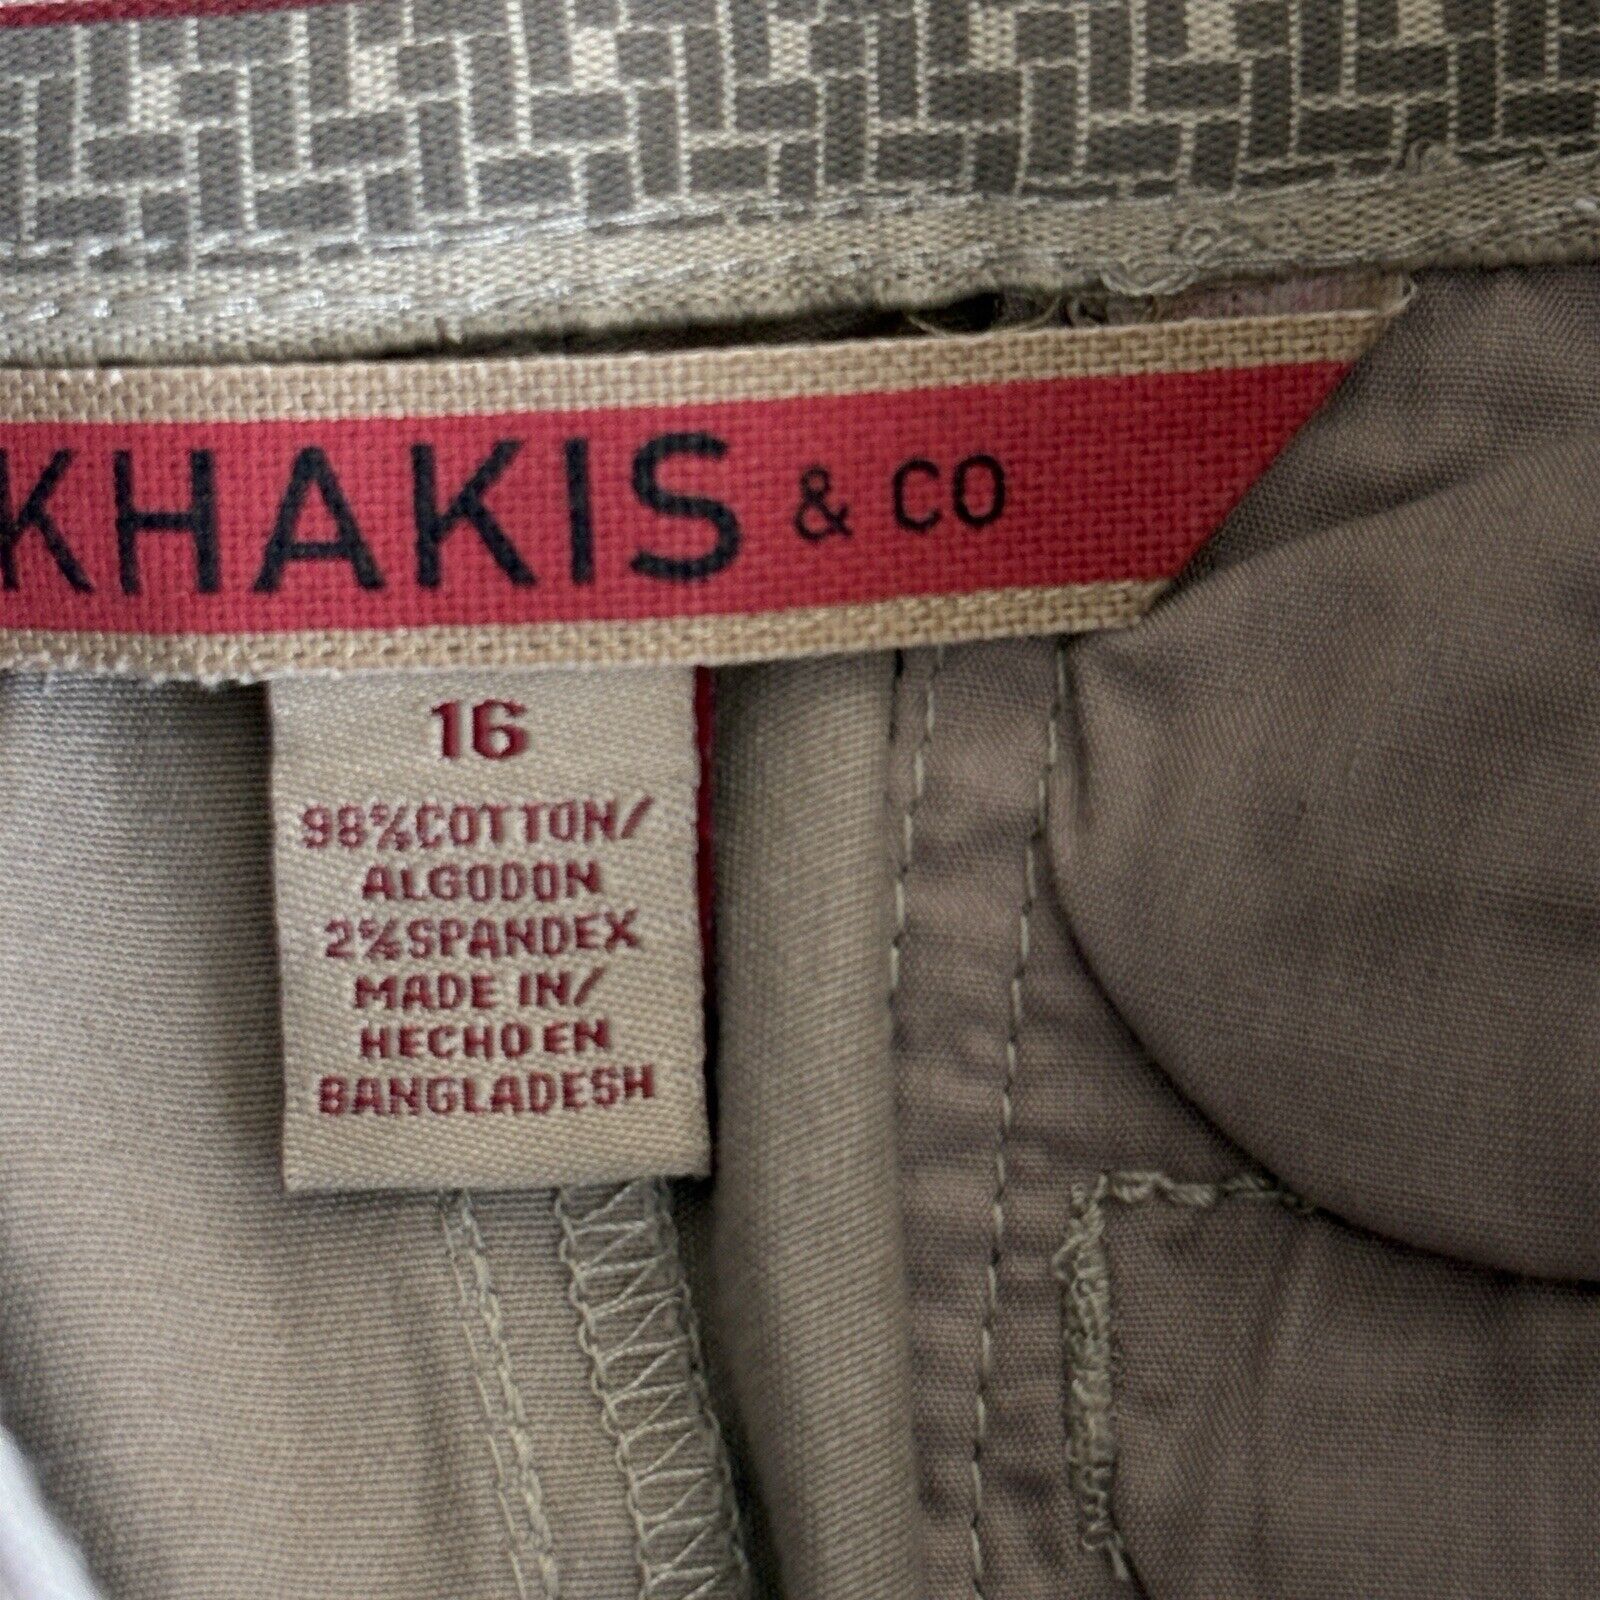 KHAKIS & CO
16
98%COTTON/
ALGODON
2%SPANDEX
MADE IN/
HECHO EN
BANGLADESH